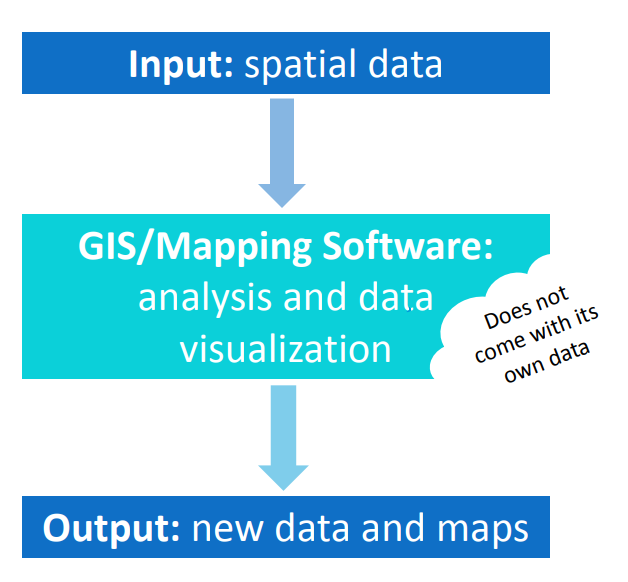 Input: spatial data
GIS/Mapping Software:
analysis and data
visualization
Does not
come with its
own data
Output: new data and maps